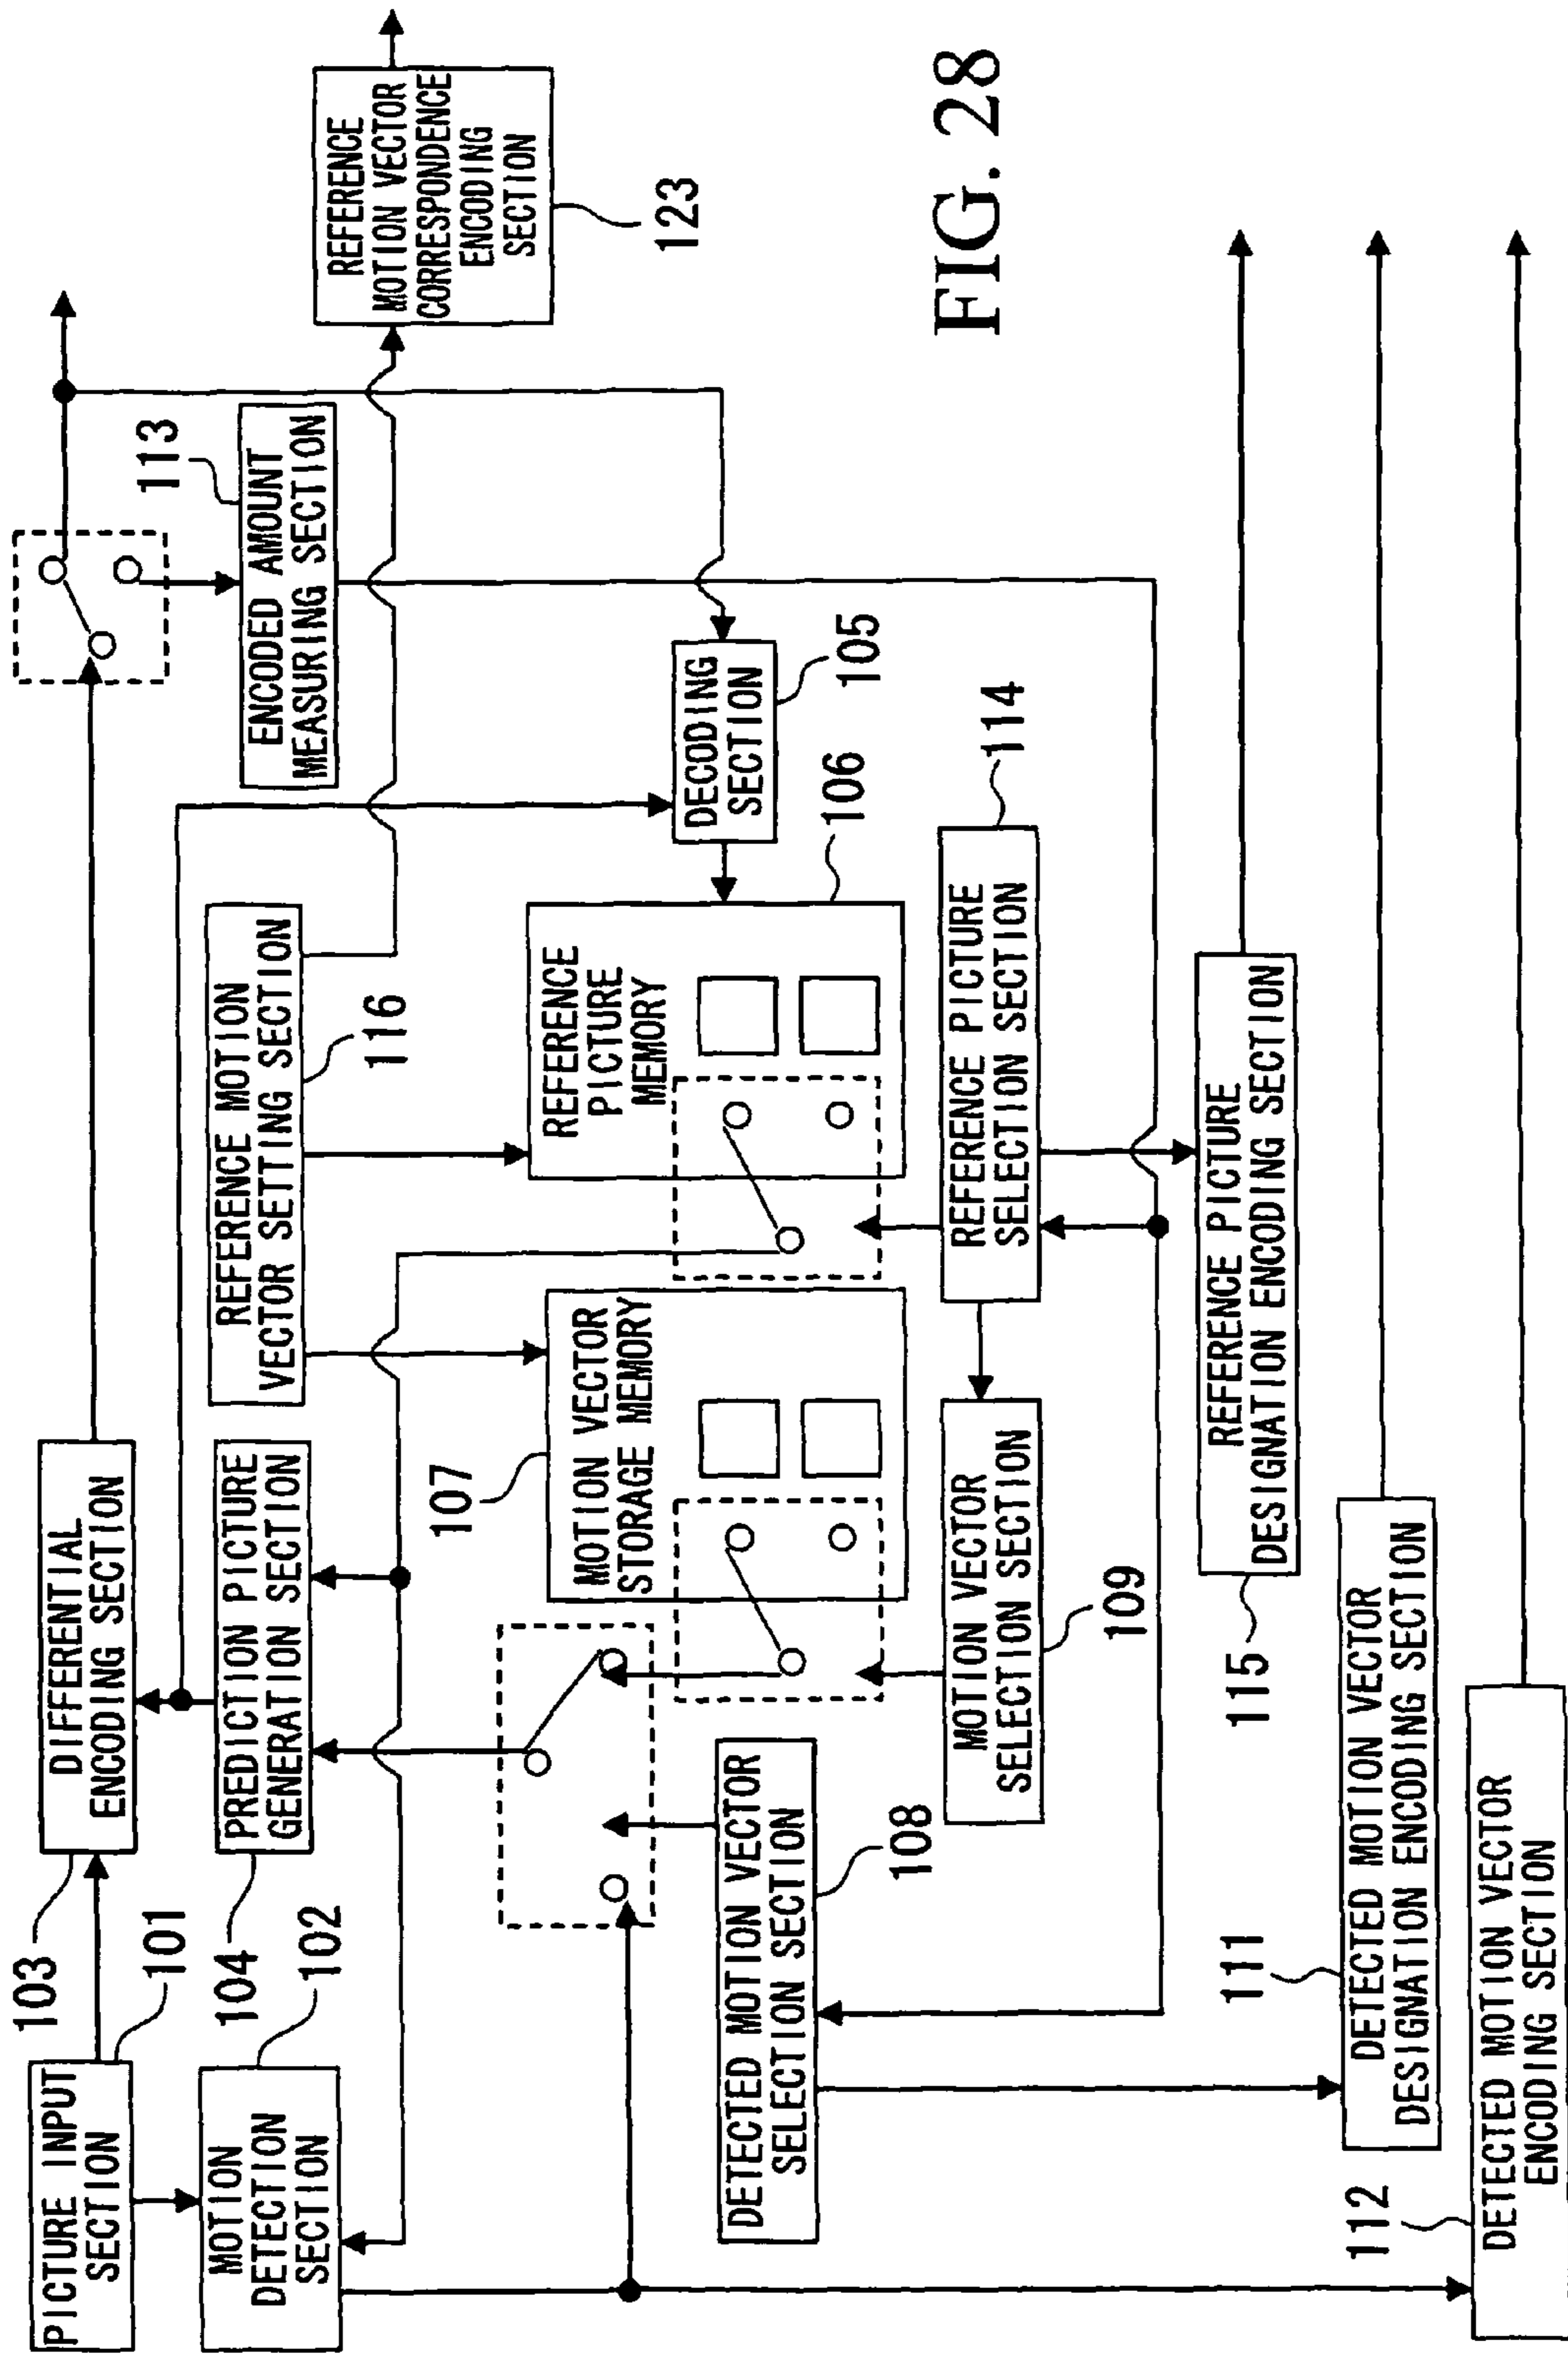 103
PICTURE INPUT
SECTION
101
DIFFERENTIAL
ENCODING SECTION
113
ENCODED AMOUNT
MEASURING SECTION
REFERENCE
MOTION VECTOR
CORRESPONDENCE
ENCODING
SECTION
123
104
PREDICTION PICTURE
GENERATION SECTION
REFERENCE MOTION
VECTOR SETTING SECTION
116
MOTION
DETECTION
SECTION
102
107
MOTION VECTOR
STORAGE MEMORY
REFERENCE
PICTURE
MEMORY
106
DECODING
SECTION
105
DETECTED MOTION VECTOR
SELECTION SECTION
108
MOTION VECTOR
SELECTION SECTION
109
REFERENCE PICTURE
SELECTION SECTION
114
115
REFERENCE PICTURE
DESIGNATION ENCODING SECTION
111
DETECTED MOTION VECTOR
DESIGNATION ENCODING SECTION
112
DETECTED MOTION VECTOR
ENCODING SECTION
FIG. 28